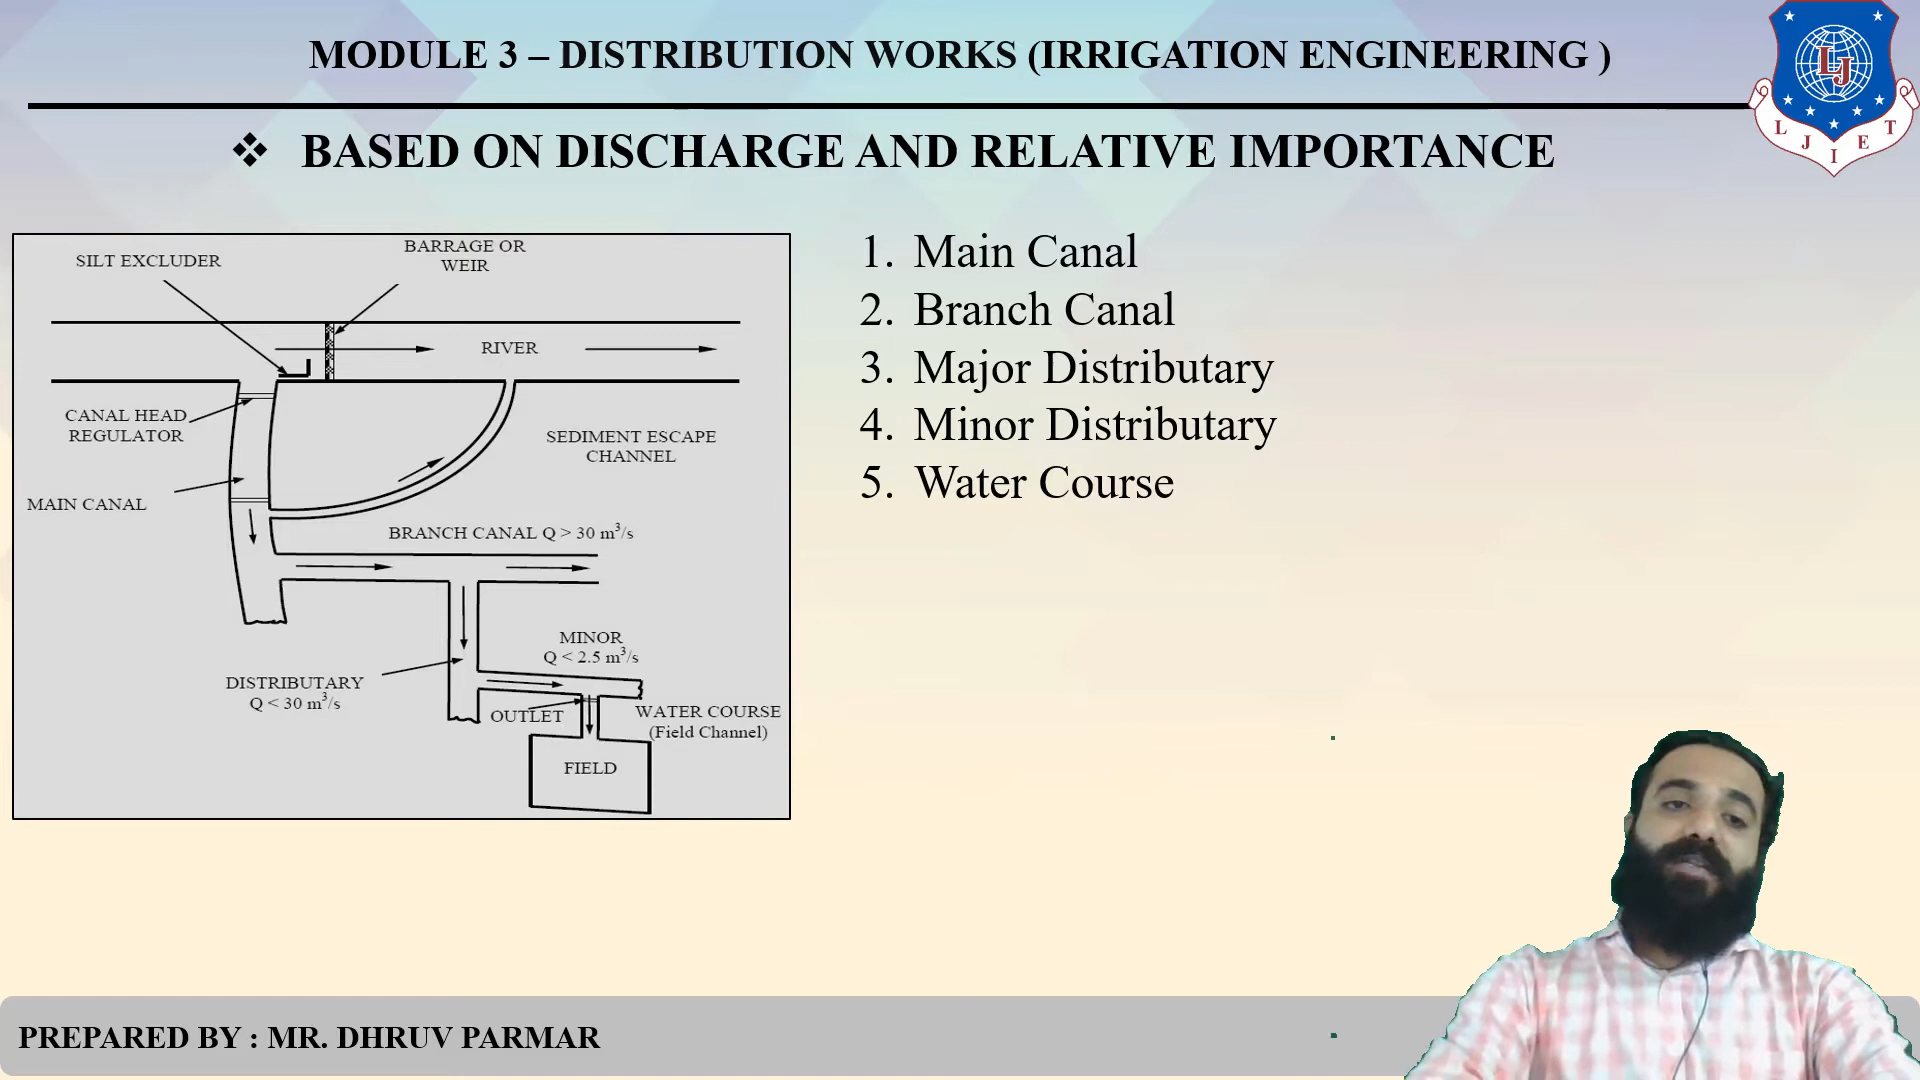 MODULE 3 – DISTRIBUTION WORKS (IRRIGATION ENGINEERING )
L J I E T
LJ
❖ BASED ON DISCHARGE AND RELATIVE IMPORTANCE
SILT EXCLUDER
BARRAGE OR
WEIR
RIVER
CANAL HEAD
REGULATOR
SEDIMENT ESCAPE
CHANNEL
MAIN CANAL
BRANCH CANAL Q > 30 m³/s
MINOR
Q < 2.5 m³/s
DISTRIBUTARY
Q < 30 m³/s
OUTLET
WATER COURSE
(Field Channel)
FIELD
1. Main Canal
2. Branch Canal
3. Major Distributary
4. Minor Distributary
5. Water Course
PREPARED BY : MR. DHRUV PARMAR